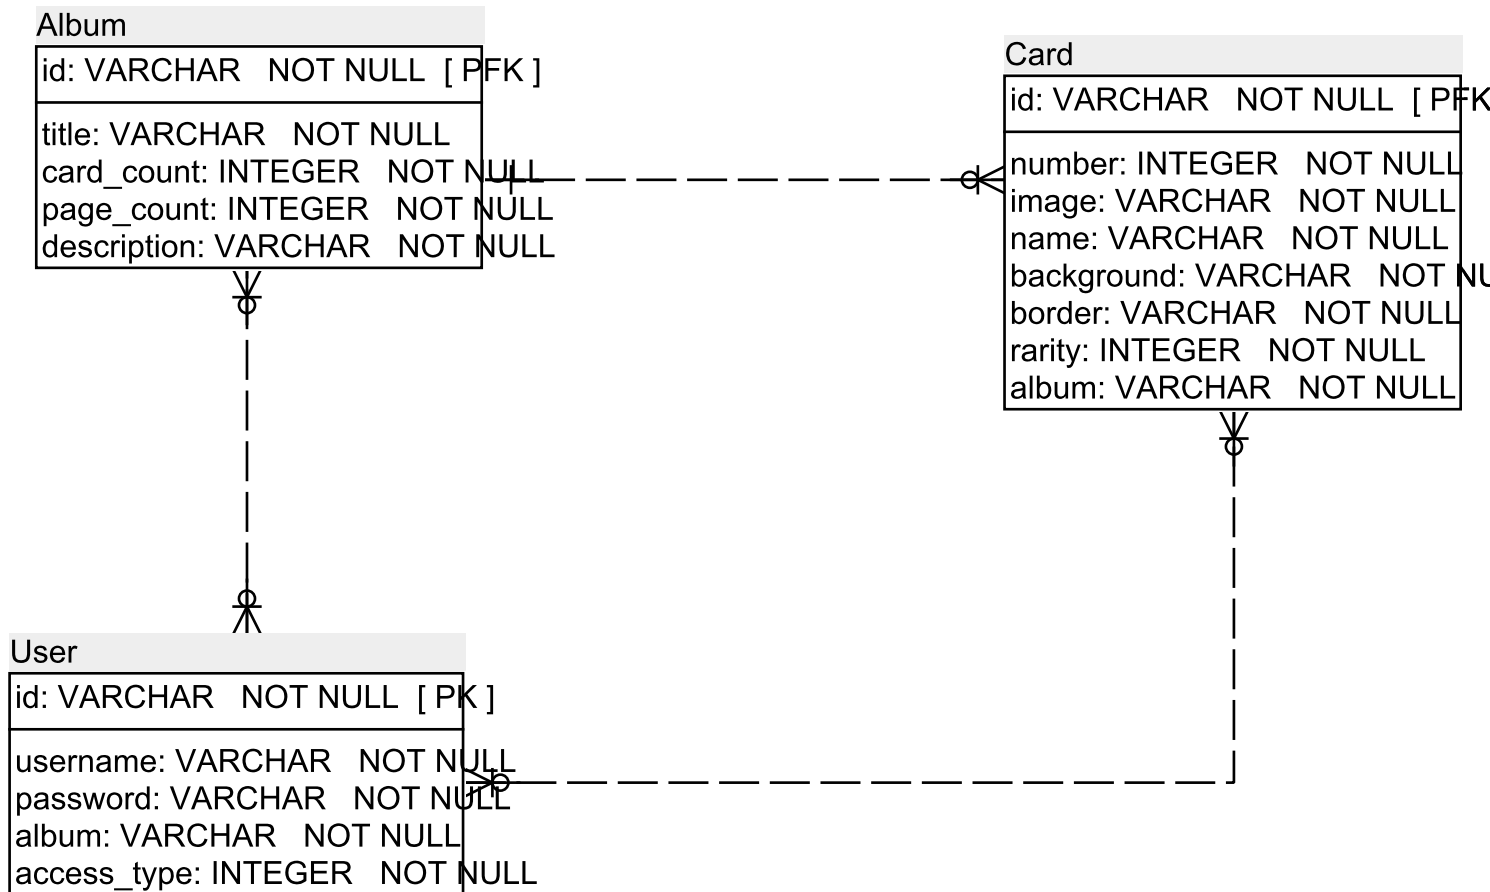 Album
id: VARCHAR   NOT NULL  [ PFK ]
title: VARCHAR   NOT NULL
card_count: INTEGER   NOT NULL
page_count: INTEGER   NOT NULL
description: VARCHAR   NOT NULL
Card
id: VARCHAR   NOT NULL  [ PFK
number: INTEGER   NOT NULL
image: VARCHAR   NOT NULL
name: VARCHAR   NOT NULL
background: VARCHAR   NOT NU
border: VARCHAR   NOT NULL
rarity: INTEGER   NOT NULL
album: VARCHAR   NOT NULL
User
id: VARCHAR   NOT NULL  [ PK ]
username: VARCHAR   NOT NULL
password: VARCHAR   NOT NULL
album: VARCHAR   NOT NULL
access_type: INTEGER   NOT NULL